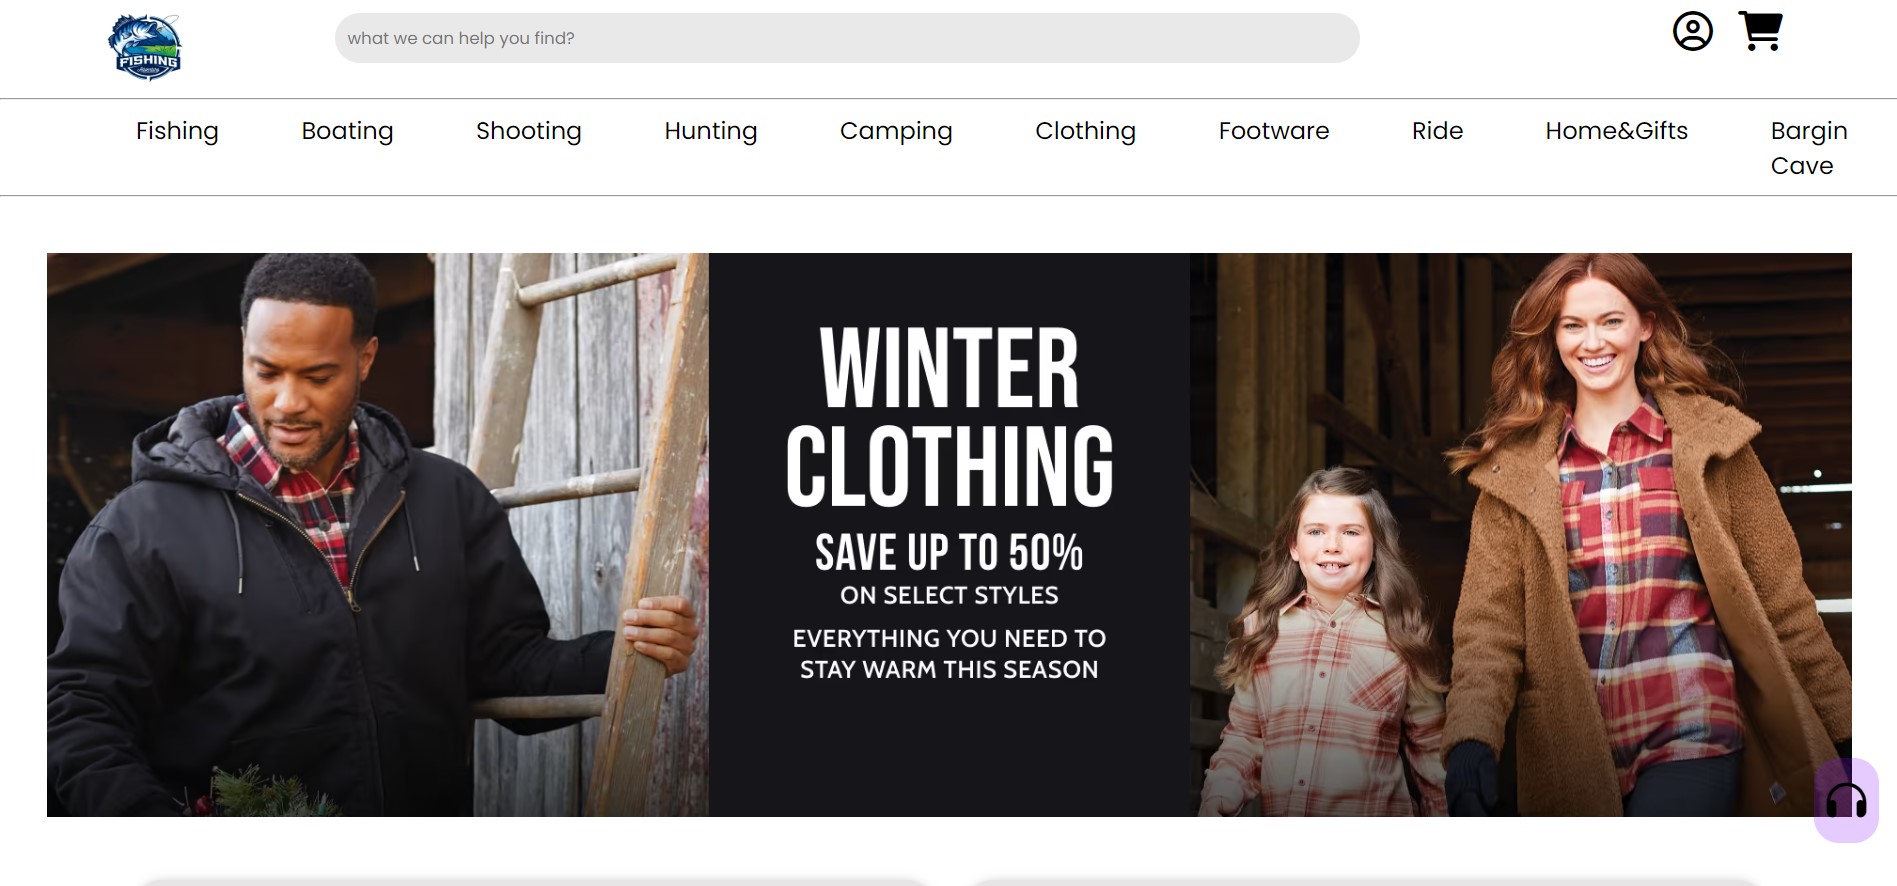 FISHING
what we can help you find?
Fishing
Boating
Shooting
Hunting
Camping
Clothing
Footware
Ride
Home&Gifts
Bargin
Cave
WINTER
CLOTHING
SAVE UP TO 50%
ON SELECT STYLES
EVERYTHING YOU NEED TO
STAY WARM THIS SEASON